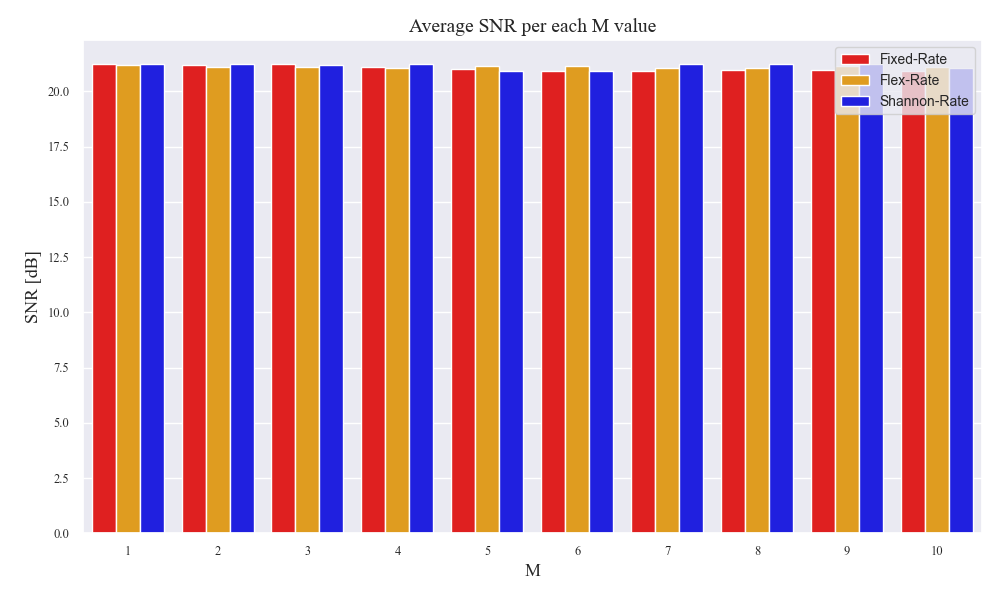 Average SNR per each M value
Fixed-Rate
Flex-Rate
Shannon-Rate
SNR [dB]
20.0
17.5
15.0
12.5
10.0
7.5
5.0
2.5
0.0
1 2 3 4 5 6 7 8 9 10
M